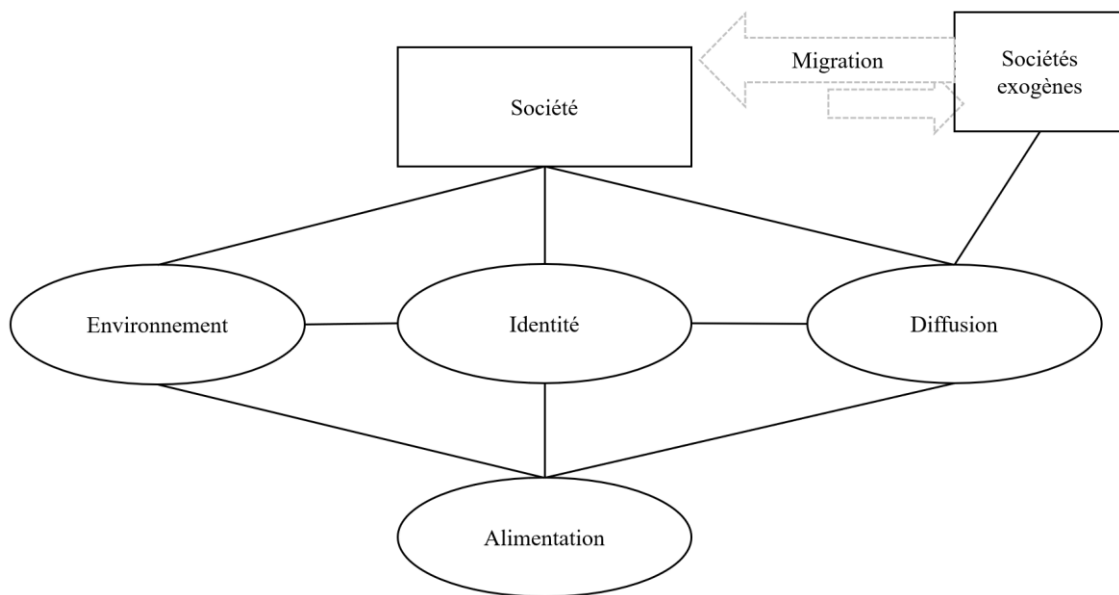 Migration
Sociétés
exogènes
Société
Environnement
Identité
Diffusion
Alimentation